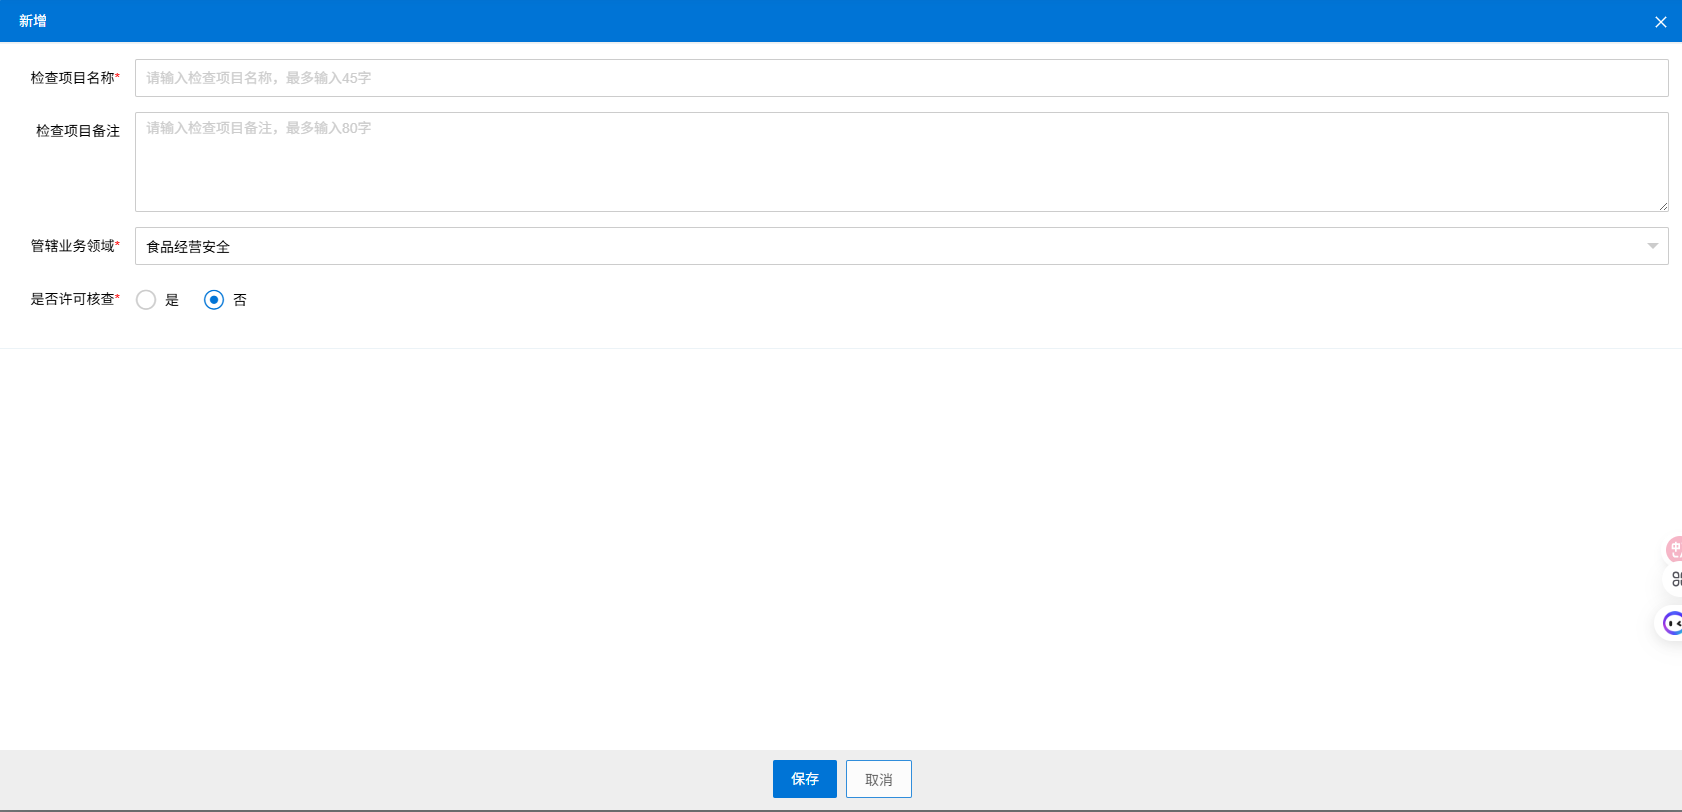 新增
检查项目名称*
请输入检查项目名称，最多输入45字
检查项目备注
请输入检查项目备注，最多输入80字
管辖业务领域*
食品经营安全
是否许可核查*
是
否
中
保存
取消